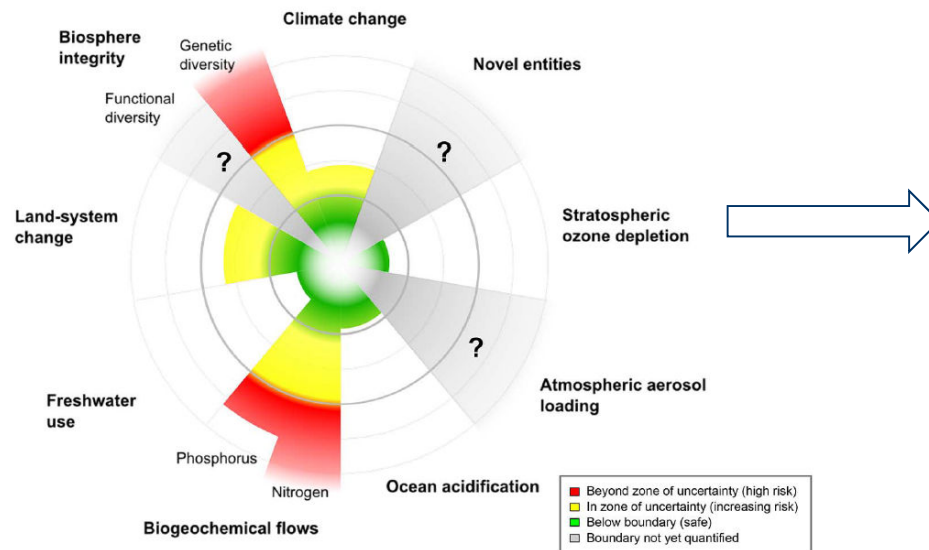 Climate change
Biosphere
integrity
Genetic
diversity
Novel entities
Functional
diversity
?
?
Land-system
change
Stratospheric
ozone depletion
?
Atmospheric aerosol
loading
Freshwater
use
Phosphorus
Nitrogen
Ocean acidification
Biogeochemical flows
Beyond zone of uncertainty (high risk)
In zone of uncertainty (increasing risk)
Below boundary (safe)
Boundary not yet quantified